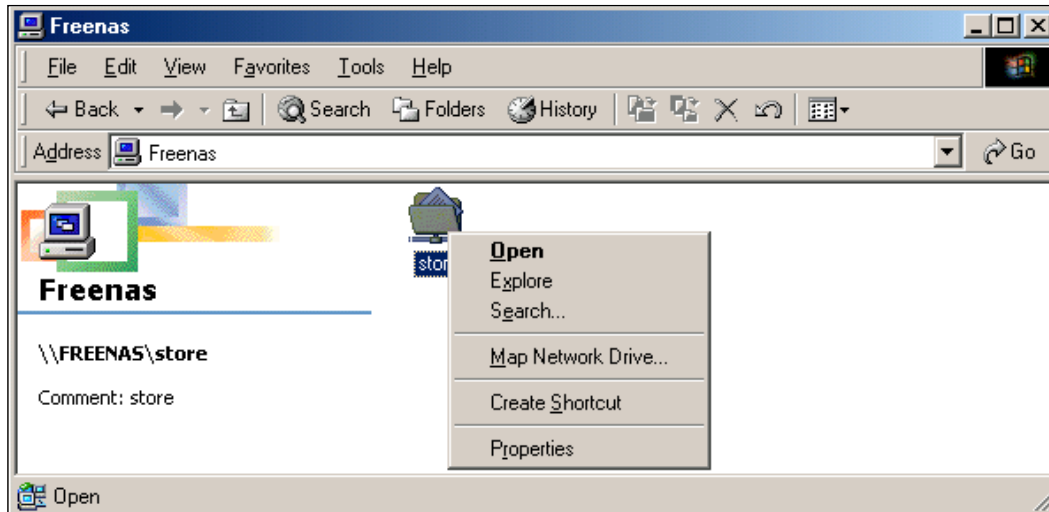 Freenas
File Edit View Favorites Tools Help
Back Search Folders History
Address Freenas Go
Freenas
\\FREENAS\store
Comment: store
Open
Explore
Search...
Map Network Drive...
Create Shortcut
Properties
Open